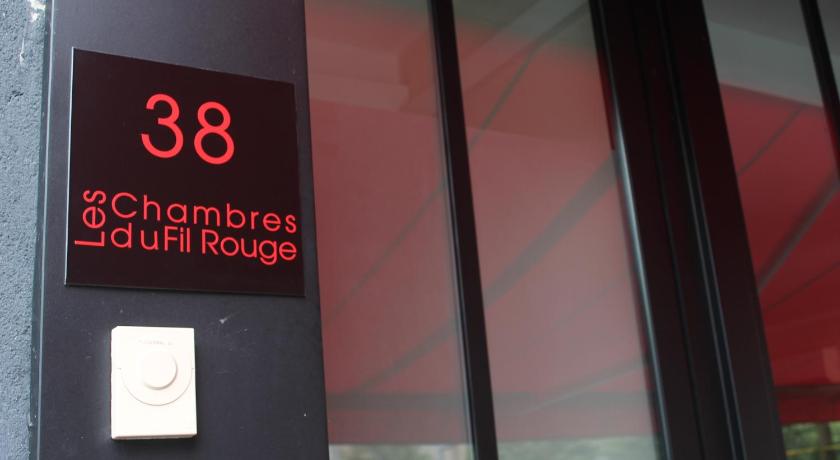 38
Les
Chambres
du Fil Rouge